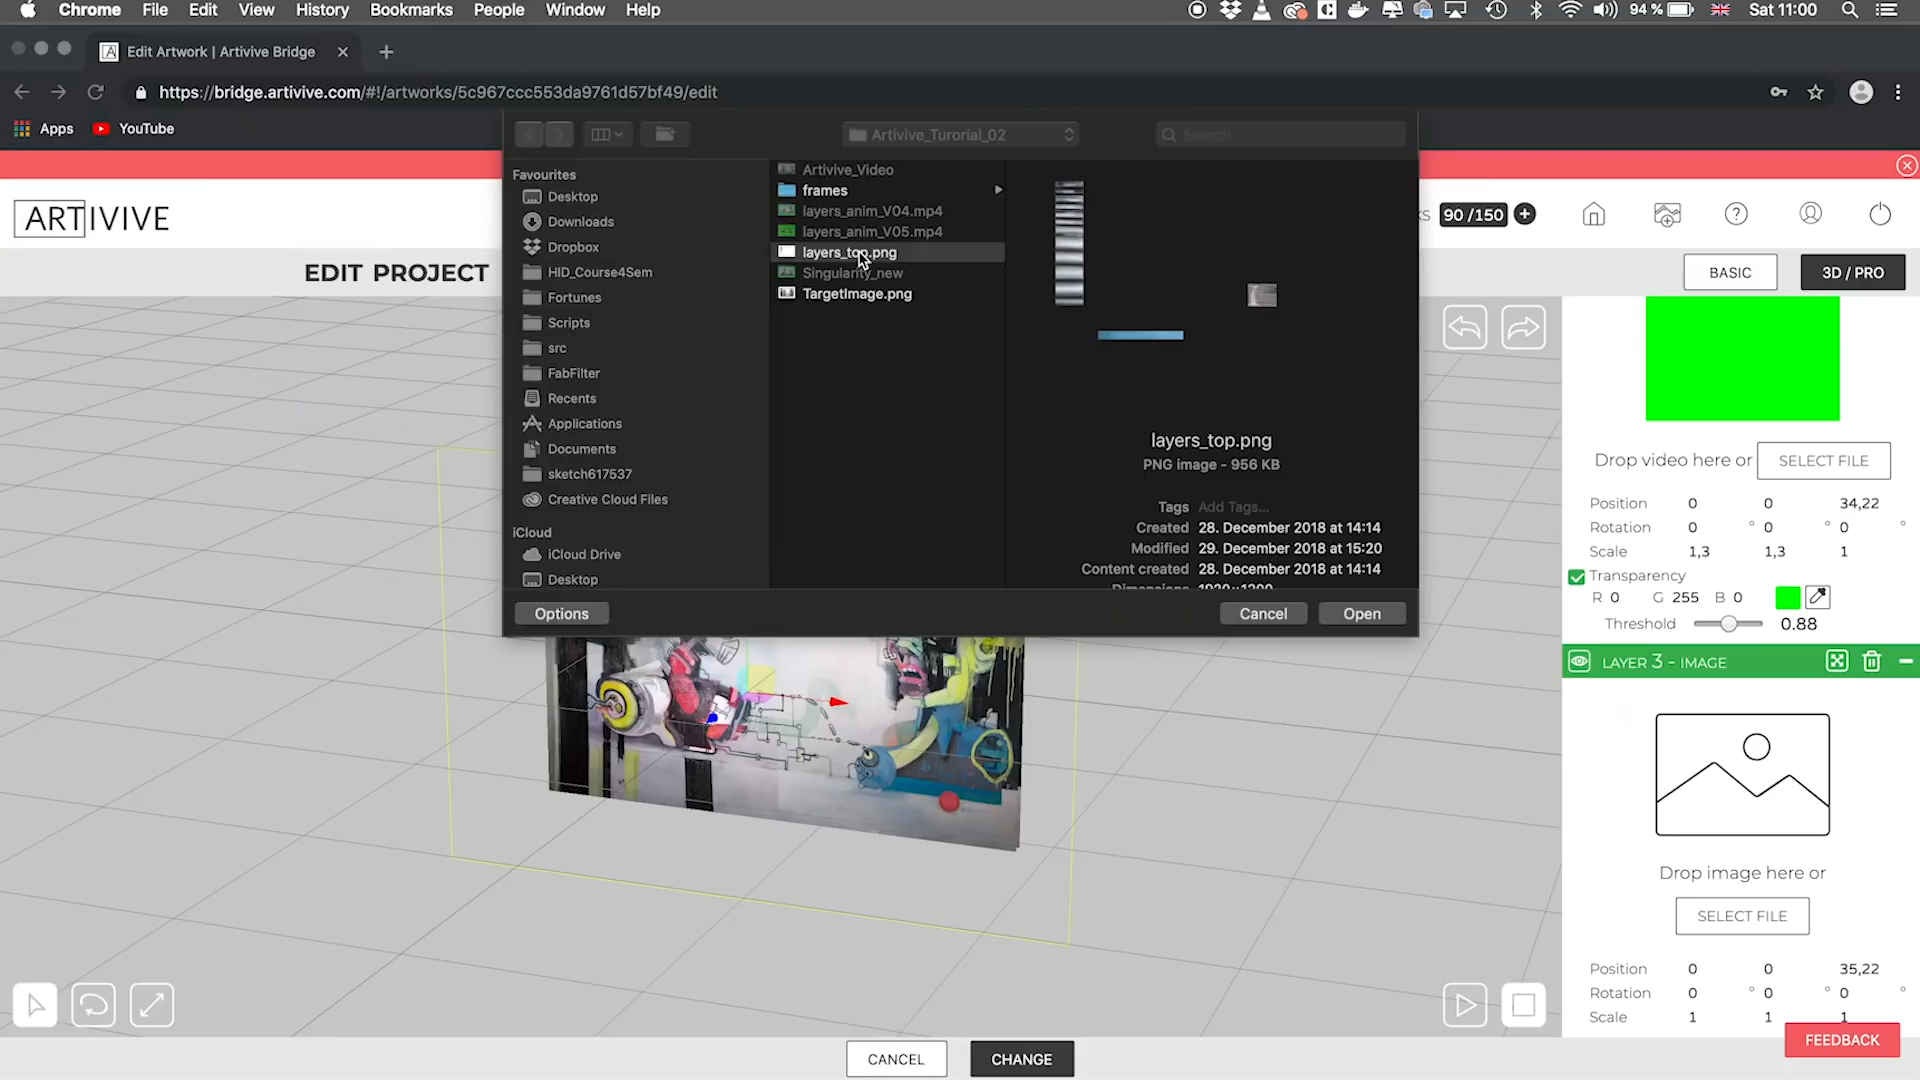 Chrome File Edit View History Bookmarks People Window Help 94 % Sat 11:00
Edit Artwork | Artivive Bridge
https://bridge.artivive.com/#!/artworks/5c967ccc553da9761d57bf49/edit
Apps YouTube
Artivive_Turorial_02 Search
Favourites
Desktop
Downloads
Dropbox
HID_Course4Sem
Fortunes
Scripts
src
FabFilter
Recents
Applications
Documents
sketch617537
Creative Cloud Files
iCloud
iCloud Drive
Desktop
Artivive_Video
frames
layers_anim_V04.mp4
layers_anim_V05.mp4
layers_top.png
Singularity_new
TargetImage.png
layers_top.png
PNG image - 956 KB
Tags Add Tags...
Created 28. December 2018 at 14:14
Modified 29. December 2018 at 15:20
Content created 28. December 2018 at 14:14
Options Cancel Open
ARTIVIVE
90/150
EDIT PROJECT
BASIC 3D / PRO
Drop video here or SELECT FILE
Position 0 0 34,22
Rotation 0 ° 0 ° 0 °
Scale 1,3 1,3 1
Transparency
R 0 G 255 B 0
Threshold 0.88
LAYER 3 - IMAGE
Drop image here or
SELECT FILE
Position 0 0 35,22
Rotation 0 ° 0 ° 0 °
Scale 1 1 1
FEEDBACK
CANCEL CHANGE